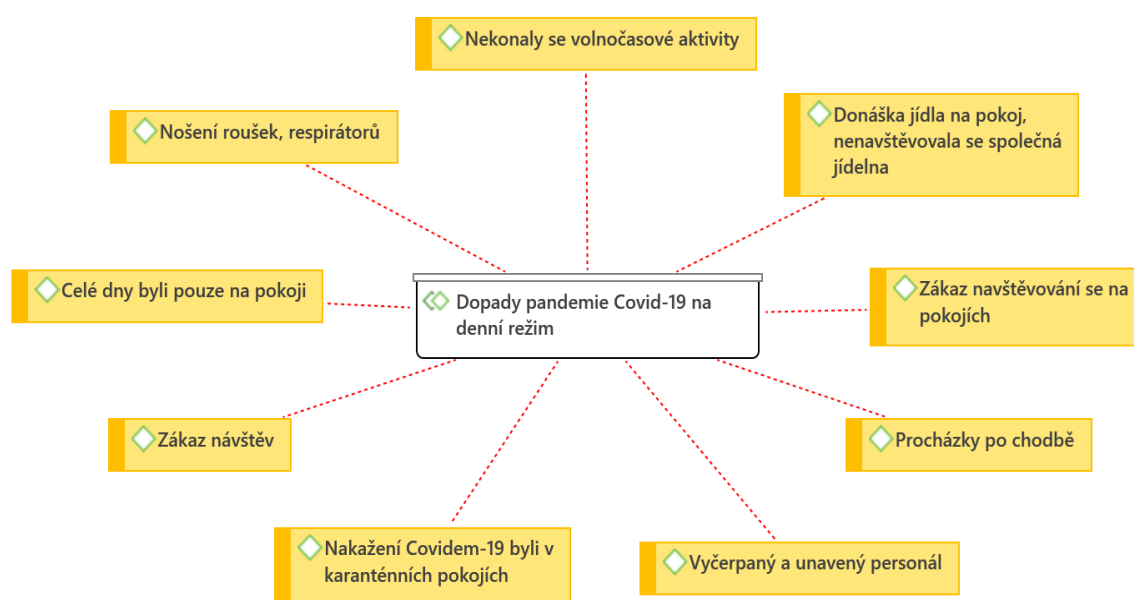 Nekonaly se volnočasové aktivity
Donáška jídla na pokoj,
nenavštěvovala se společná
jídelna
Nošení roušek, respirátorů
Celé dny byli pouze na pokoji
Dopady pandemie Covid-19 na
denní režim
Zákaz navštěvování se na
pokojích
Zákaz návštěv
Procházky po chodbě
Nakažení Covidem-19 byli v
karanténních pokojích
Vyčerpaný a unavený personál